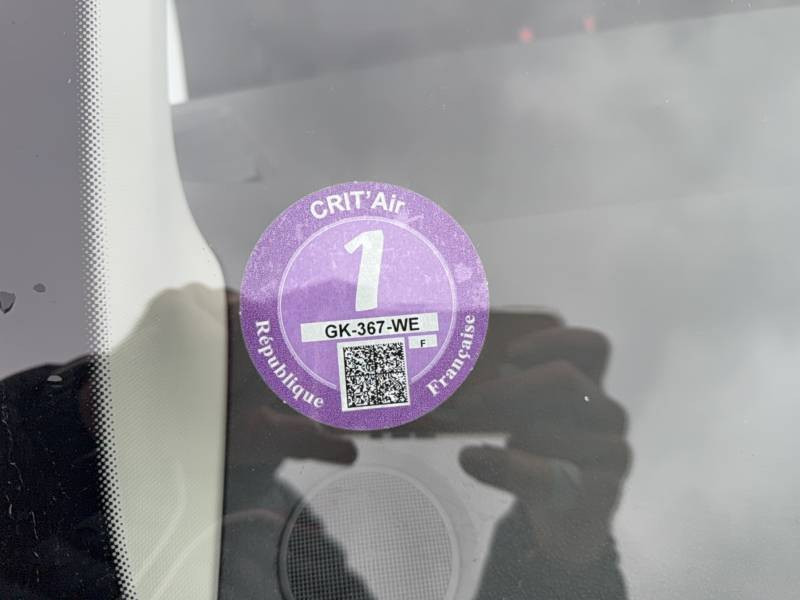 CRIT'Air
1
GK-367-WE
F
République Française